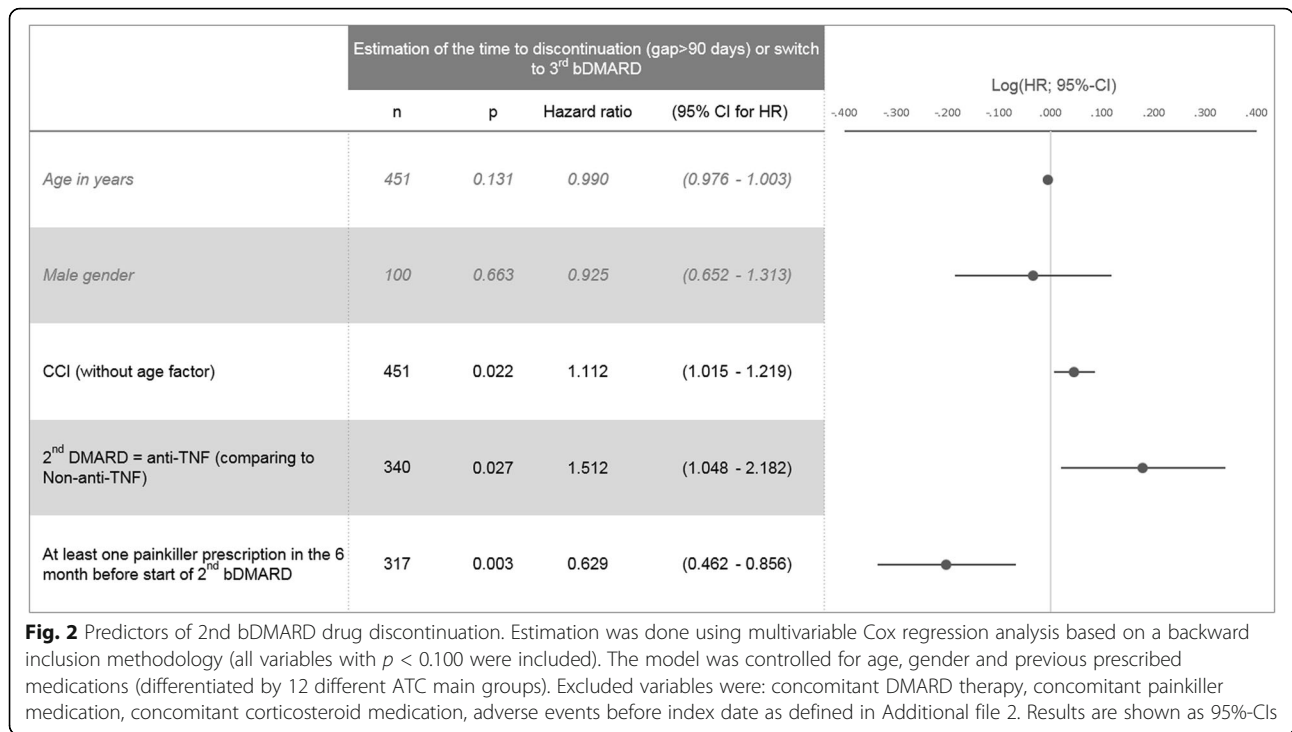 Estimation of the time to discontinuation (gap>90 days) or switch
to 3rd bDMARD
Log(HR; 95%-CI)
n p Hazard ratio (95% CI for HR)
-.400 -.300 -.200 -.100 .000 .100 .200 .300 .400
Age in years 451 0.131 0.990 (0.976 - 1.003)
Male gender 100 0.663 0.925 (0.652 - 1.313)
CCI (without age factor) 451 0.022 1.112 (1.015 - 1.219)
2nd DMARD = anti-TNF (comparing to
Non-anti-TNF) 340 0.027 1.512 (1.048 - 2.182)
At least one painkiller prescription in the 6
month before start of 2nd bDMARD 317 0.003 0.629 (0.462 - 0.856)
Fig. 2 Predictors of 2nd bDMARD drug discontinuation. Estimation was done using multivariable Cox regression analysis based on a backward
inclusion methodology (all variables with p < 0.100 were included). The model was controlled for age, gender and previous prescribed
medications (differentiated by 12 different ATC main groups). Excluded variables were: concomitant DMARD therapy, concomitant painkiller
medication, concomitant corticosteroid medication, adverse events before index date as defined in Additional file 2. Results are shown as 95%-CIs